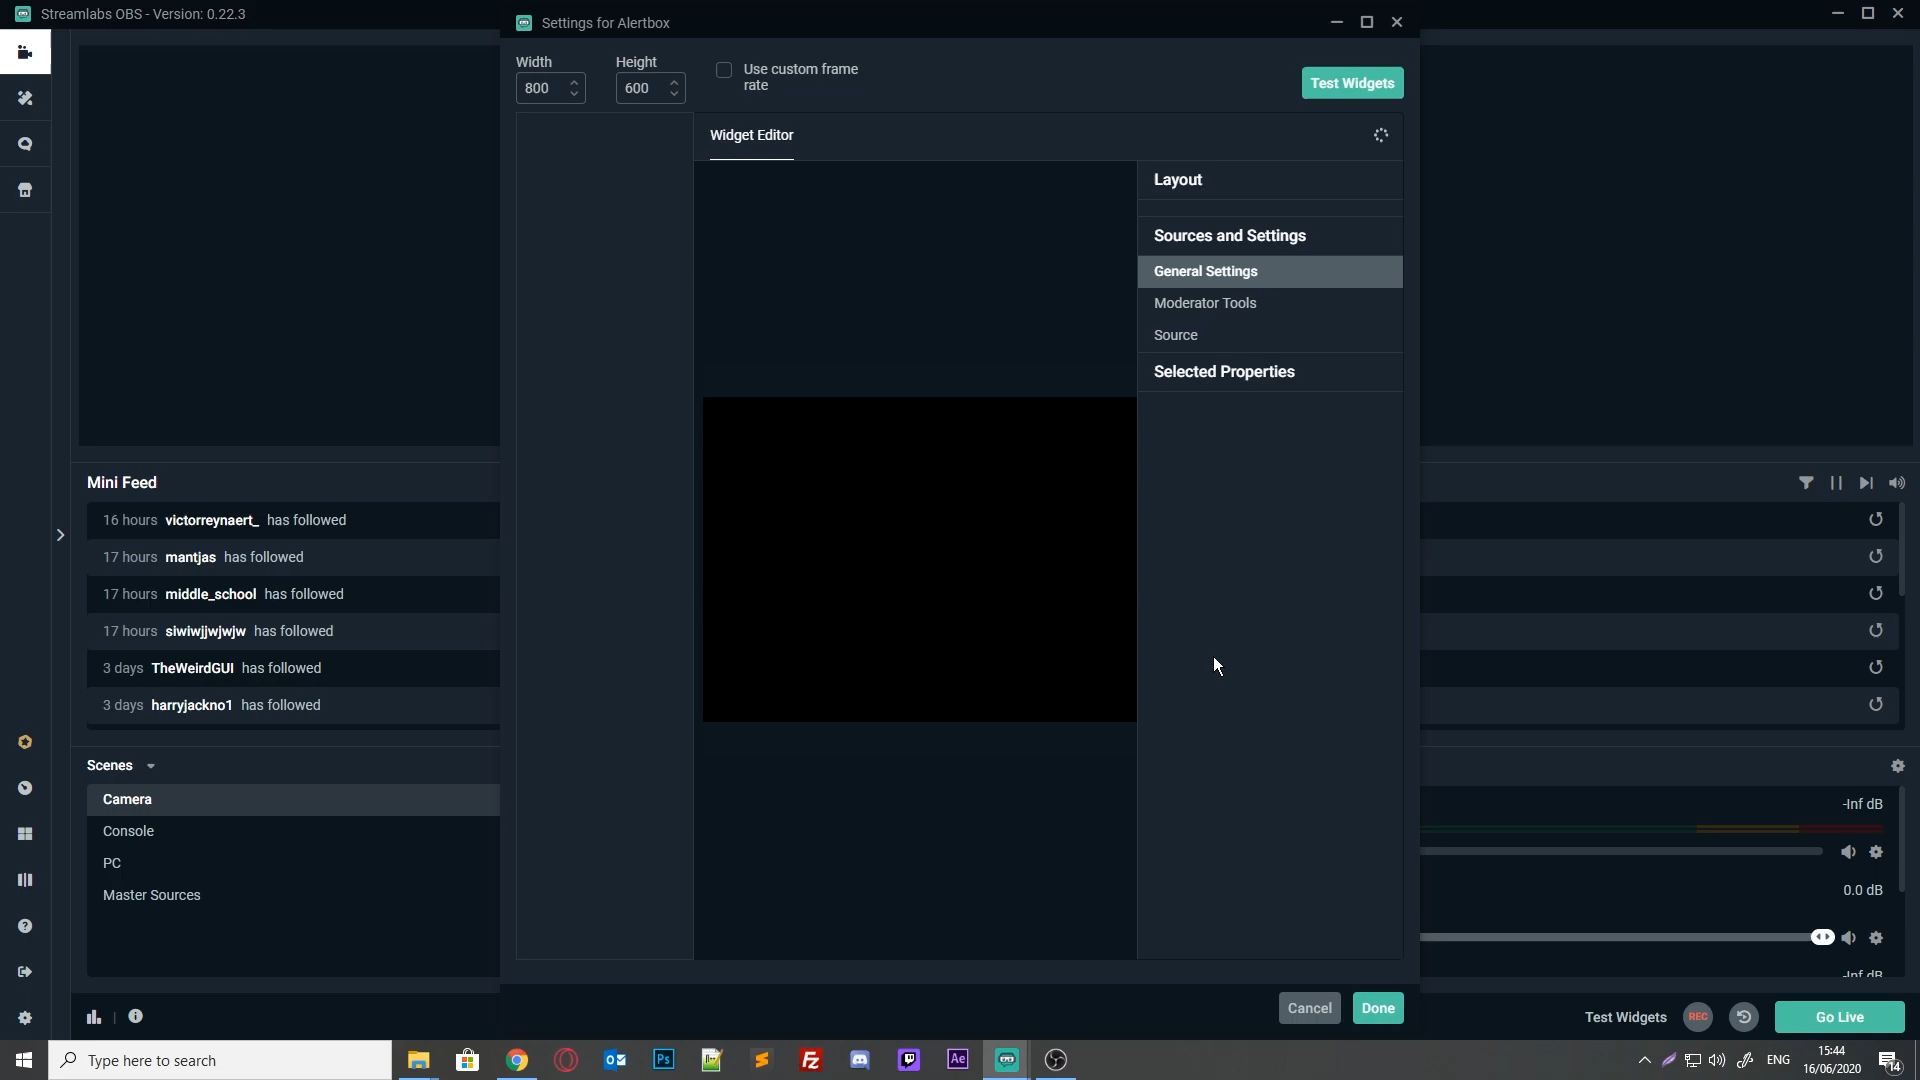 Streamlabs OBS - Version: 0.22.3
Settings for Alertbox
Width
Height
800
600
Use custom frame
rate
Test Widgets
Widget Editor
Layout
Sources and Settings
General Settings
Moderator Tools
Source
Selected Properties
Mini Feed
16 hours victorreynaert_ has followed
17 hours mantjas has followed
17 hours middle_school has followed
17 hours siwiwjjwjwjw has followed
3 days TheWeirdGUI has followed
3 days harryjackno1 has followed
Scenes
Camera
Console
PC
Master Sources
-Inf dB
0.0 dB
-Inf dB
Cancel
Done
Test Widgets
REC
Go Live
Type here to search
Ps
Fz
Ae
ENG
15:44
16/06/2020
14